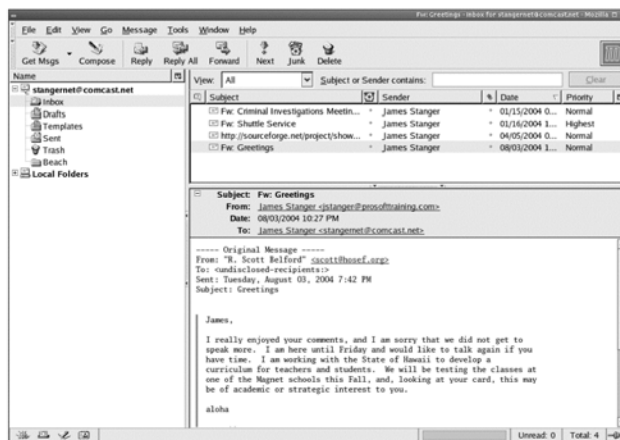 Fw: Greetings - Inbox for stangernet@comcast.net - Mozilla
File Edit View Go Message Tools Window Help
Get Msgs Compose Reply Reply All Forward Next Junk Delete
Name
stangernet@comcast.net
Inbox
Drafts
Templates
Sent
Trash
Beach
Local Folders
View: All Subject or Sender contains: Clear
Subject Sender Date Priority
Fw: Criminal Investigations Meetin... James Stanger 01/15/2004 0... Normal
Fw: Shuttle Service James Stanger 01/16/2004 1... Highest
http://sourceforge.net/project/show... James Stanger 04/05/2004 0... Normal
Fw: Greetings James Stanger 08/03/2004 1... Normal
Subject: Fw: Greetings
From: James Stanger <jstanger@prosofttraining.com>
Date: 08/03/2004 10:27 PM
To: James Stanger <stangernet@comcast.net>
----- Original Message -----
From: "R. Scott Belford" <scott@hosef.org>
To: <undisclosed-recipients:>
Sent: Tuesday, August 03, 2004 7:42 PM
Subject: Greetings
James,
I really enjoyed your comments, and I am sorry that we did not get to
speak more. I am here until Friday and would like to talk again if you
have time. I am working with the State of Hawaii to develop a
curriculum for teachers and students. We will be testing the classes at
one of the Magnet schools this Fall, and, looking at your card, this may
be of academic or strategic interest to you.
aloha
Unread: 0 Total: 4